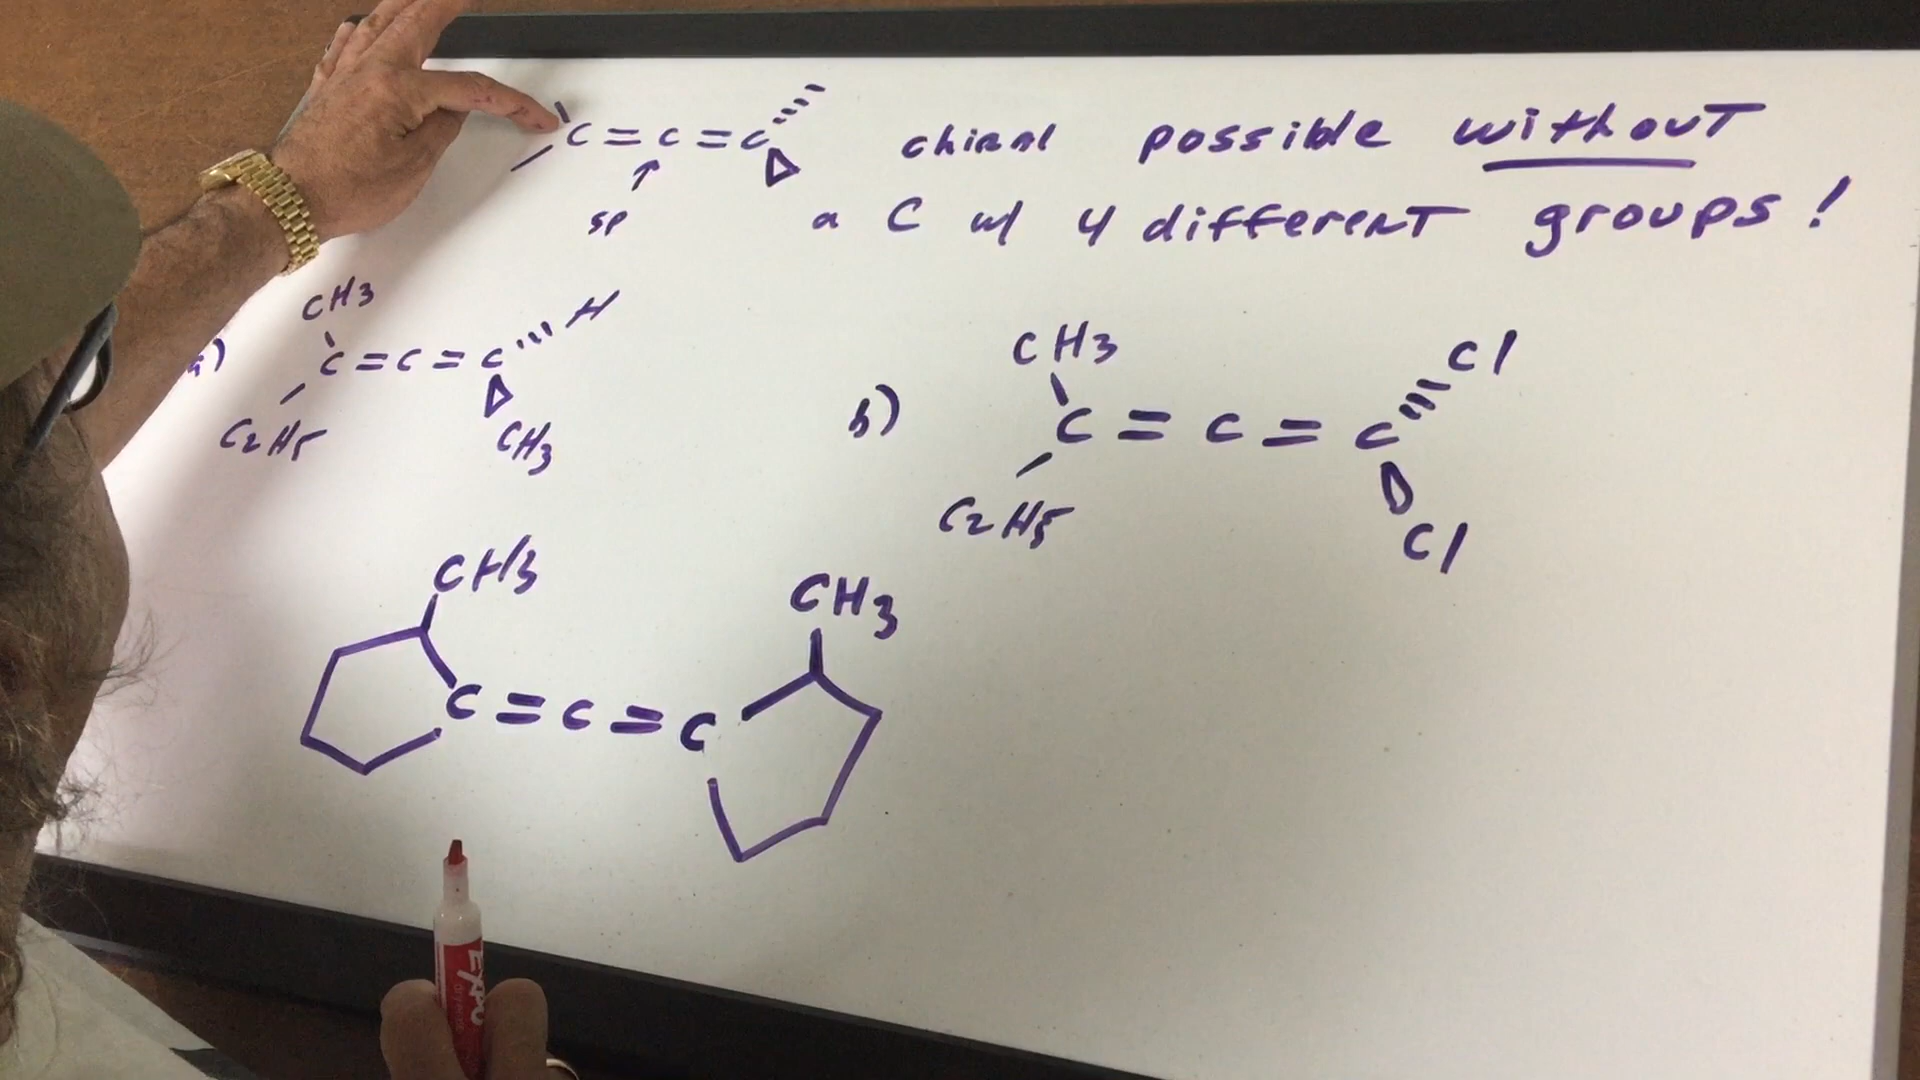 C = C = C chiral possible without
sp
a C w/ 4 different groups!
a)
CH3
C = C = C H
C2H5
CH3
b)
CH3
C = C = C Cl
C2H5
Cl
CH3
CH3
C = C = C
EXPO